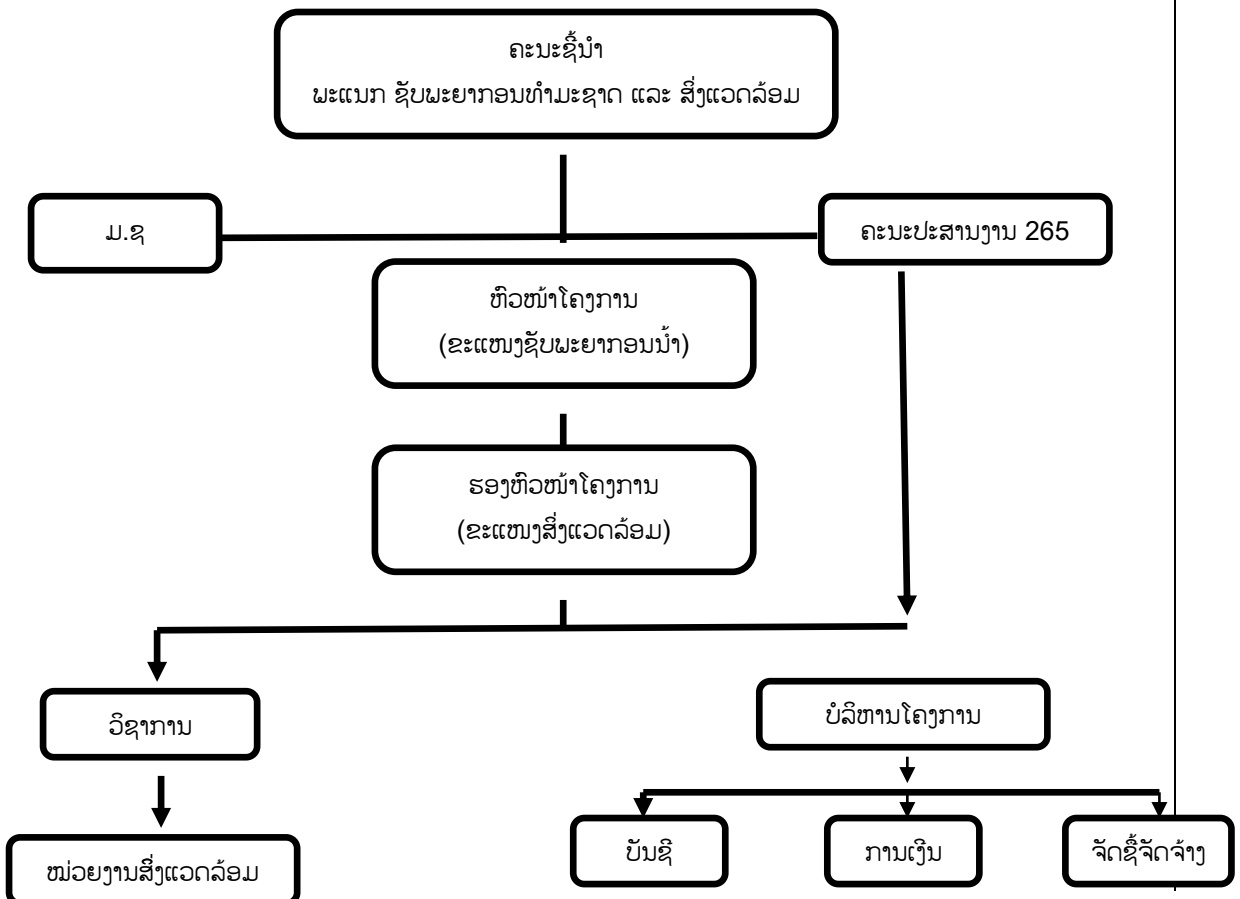 ຄະນະຊີ້ນຳ
ພະແນກ ຊັບພະຍາກອນທຳມະຊາດ ແລະ ສິ່ງແວດລ້ອມ
ມ.ຊ
ຄະນະປະສານງານ 265
ຫົວໜ້າໂຄງການ
(ຂະແໜງຊັບພະຍາກອນນ້ຳ)
ຮອງຫົວໜ້າໂຄງການ
(ຂະແໜງສິ່ງແວດລ້ອມ)
ວິຊາການ
ບໍລິຫານໂຄງການ
ໜ່ວຍງານສິ່ງແວດລ້ອມ
ບັນຊີ
ການເງິນ
ຈັດຊື້ຈັດຈ້າງ